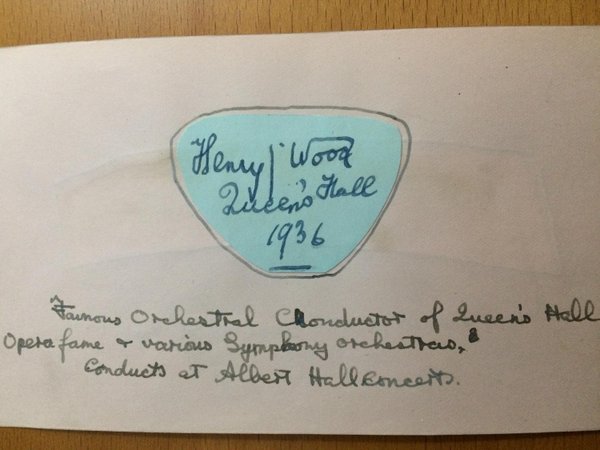 Henry J Wood
Queen's Hall
1936
Famous Orchestral Conductor of Queen's Hall
Opera fame & various Symphony orchestras,
Conducts at Albert Hall concerts.